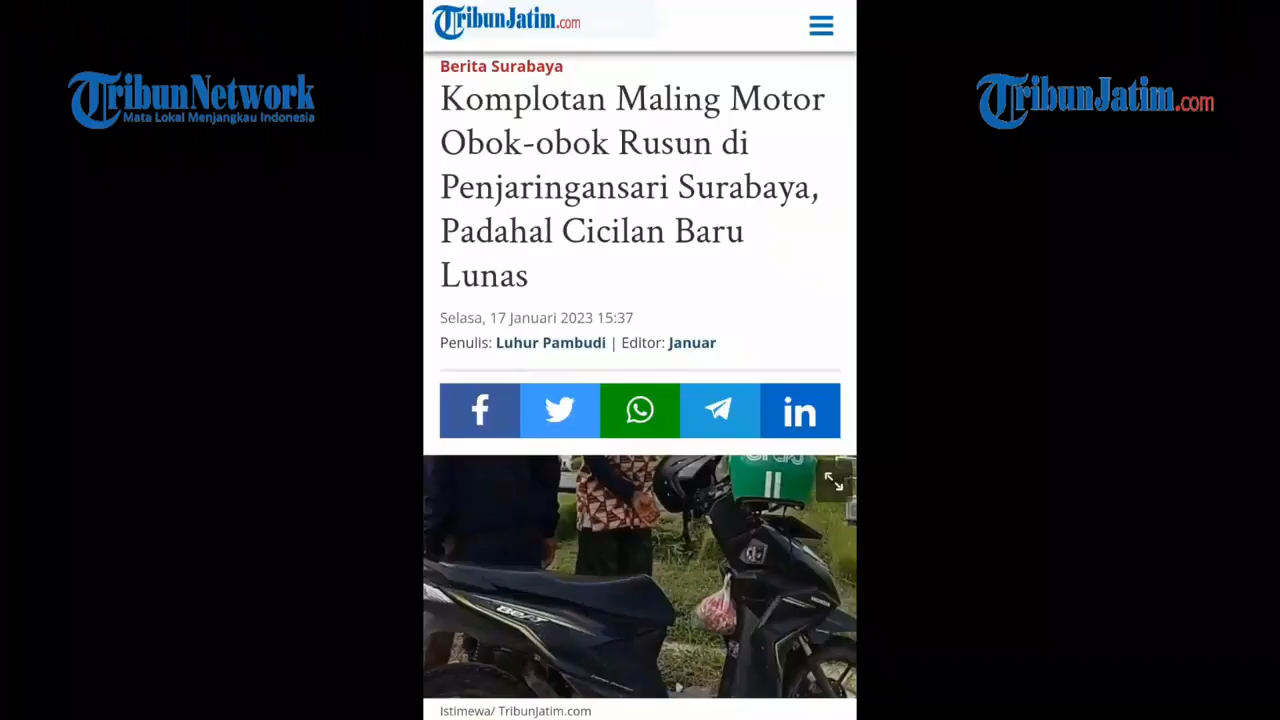 TribunJatim.com
Berita Surabaya
TribunNetwork
Mata Lokal Menjangkau Indonesia
TribunJatim.com
Komplotan Maling Motor
Obok-obok Rusun di
Penjaringansari Surabaya,
Padahal Cicilan Baru
Lunas
Selasa, 17 Januari 2023 15:37
Penulis: Luhur Pambudi | Editor: Januar
BeAT
Istimewa/ TribunJatim.com